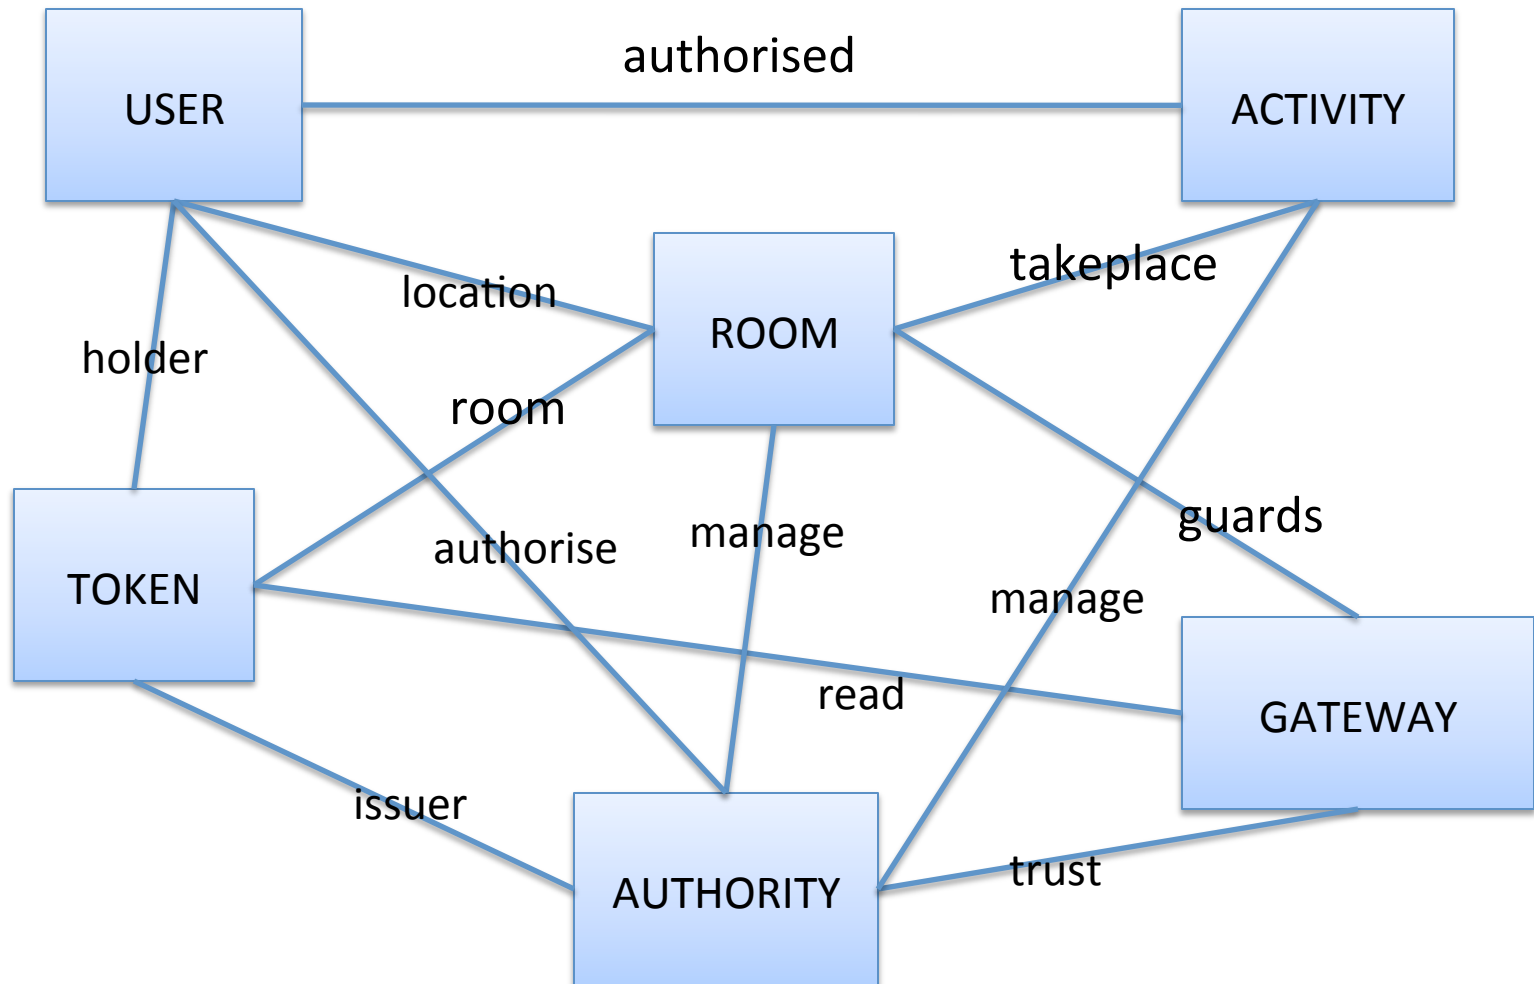 authorised
USER
ACTIVITY
takeplace
location
ROOM
holder
room
guards
manage
authorise
TOKEN
manage
read
GATEWAY
issuer
trust
AUTHORITY